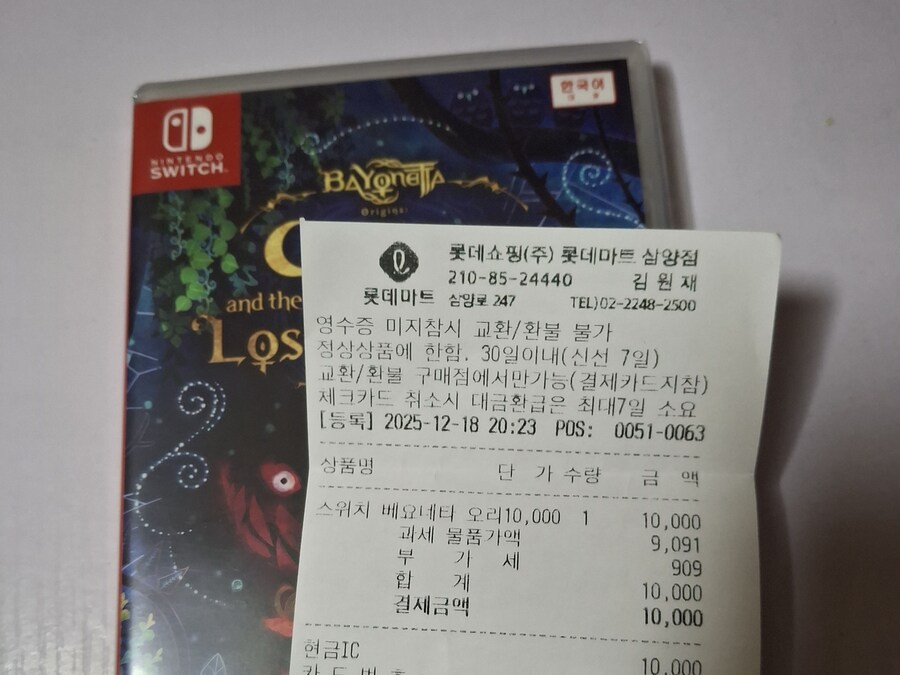 한국어
NINTENDO
SWITCH
BAYONETTA
Origins:
C
and the
Los
롯데마트
롯데쇼핑(주) 롯데마트 삼양점
210-85-24440 김 원 재
삼양로 247 TEL)02-2248-2500
영수증 미지참시 교환/환불 불가
정상상품에 한함. 30일이내(신선 7일)
교환/환불 구매점에서만가능(결제카드지참)
체크카드 취소시 대금환급은 최대7일 소요
[등록] 2025-12-18 20:23 POS: 0051-0063
상품명 단 가 수량 금 액
스위치 베요네타 오리10,000 1 10,000
과세 물품가액 9,091
부 가 세 909
합 계 10,000
결제금액 10,000
현금IC 10,000
카 드 번 호